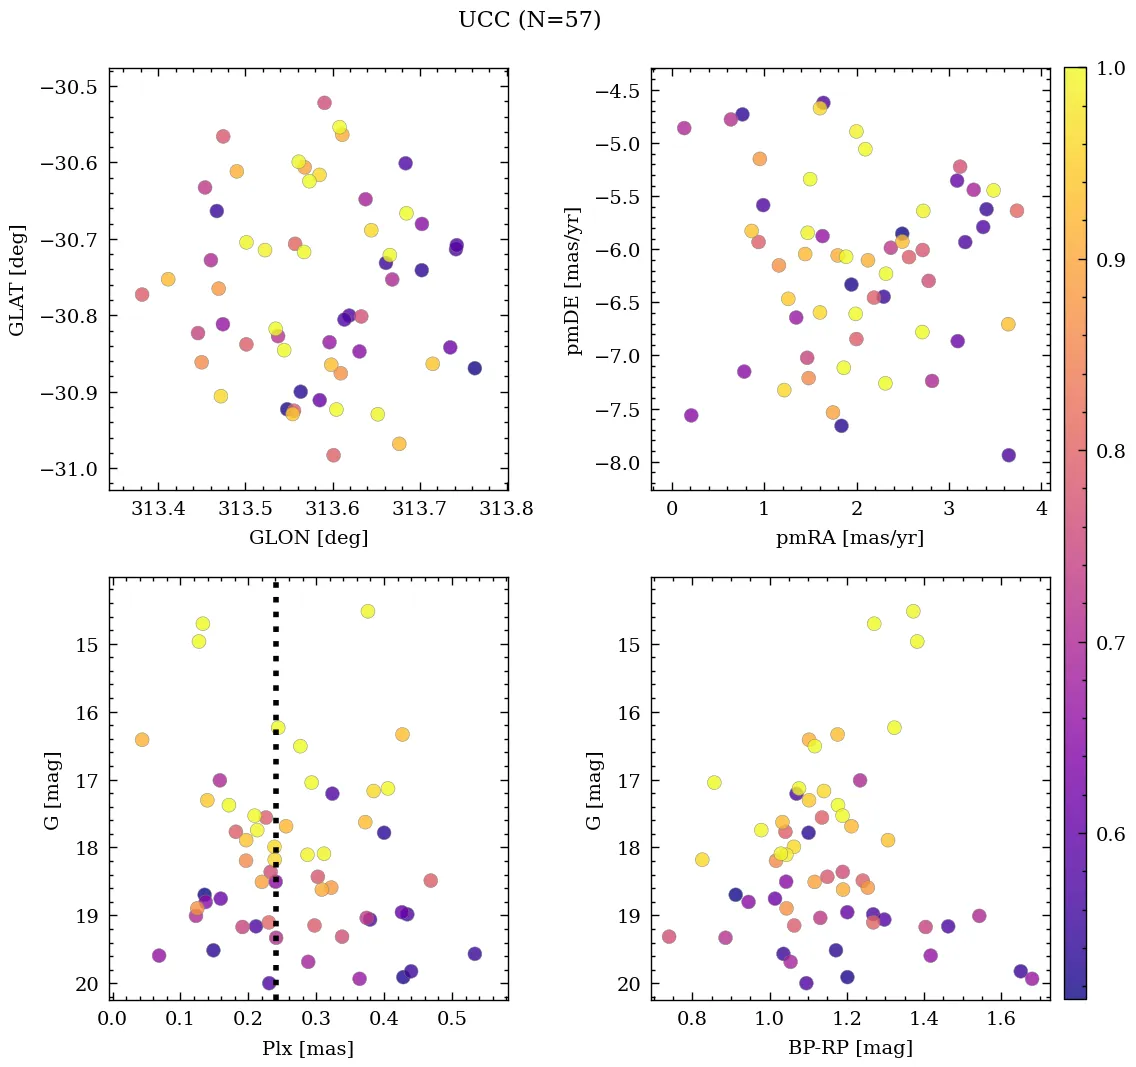 UCC (N=57)
−30.5
−30.6
−30.7
−30.8
−30.9
−31.0
GLAT [deg]
313.4 313.5 313.6 313.7 313.8
GLON [deg]
−4.5
−5.0
−5.5
−6.0
−6.5
−7.0
−7.5
−8.0
pmDE [mas/yr]
0 1 2 3 4
pmRA [mas/yr]
1.0
0.9
0.8
0.7
0.6
15
16
17
18
19
20
G [mag]
0.0 0.1 0.2 0.3 0.4 0.5
Plx [mas]
15
16
17
18
19
20
G [mag]
0.8 1.0 1.2 1.4 1.6
BP-RP [mag]